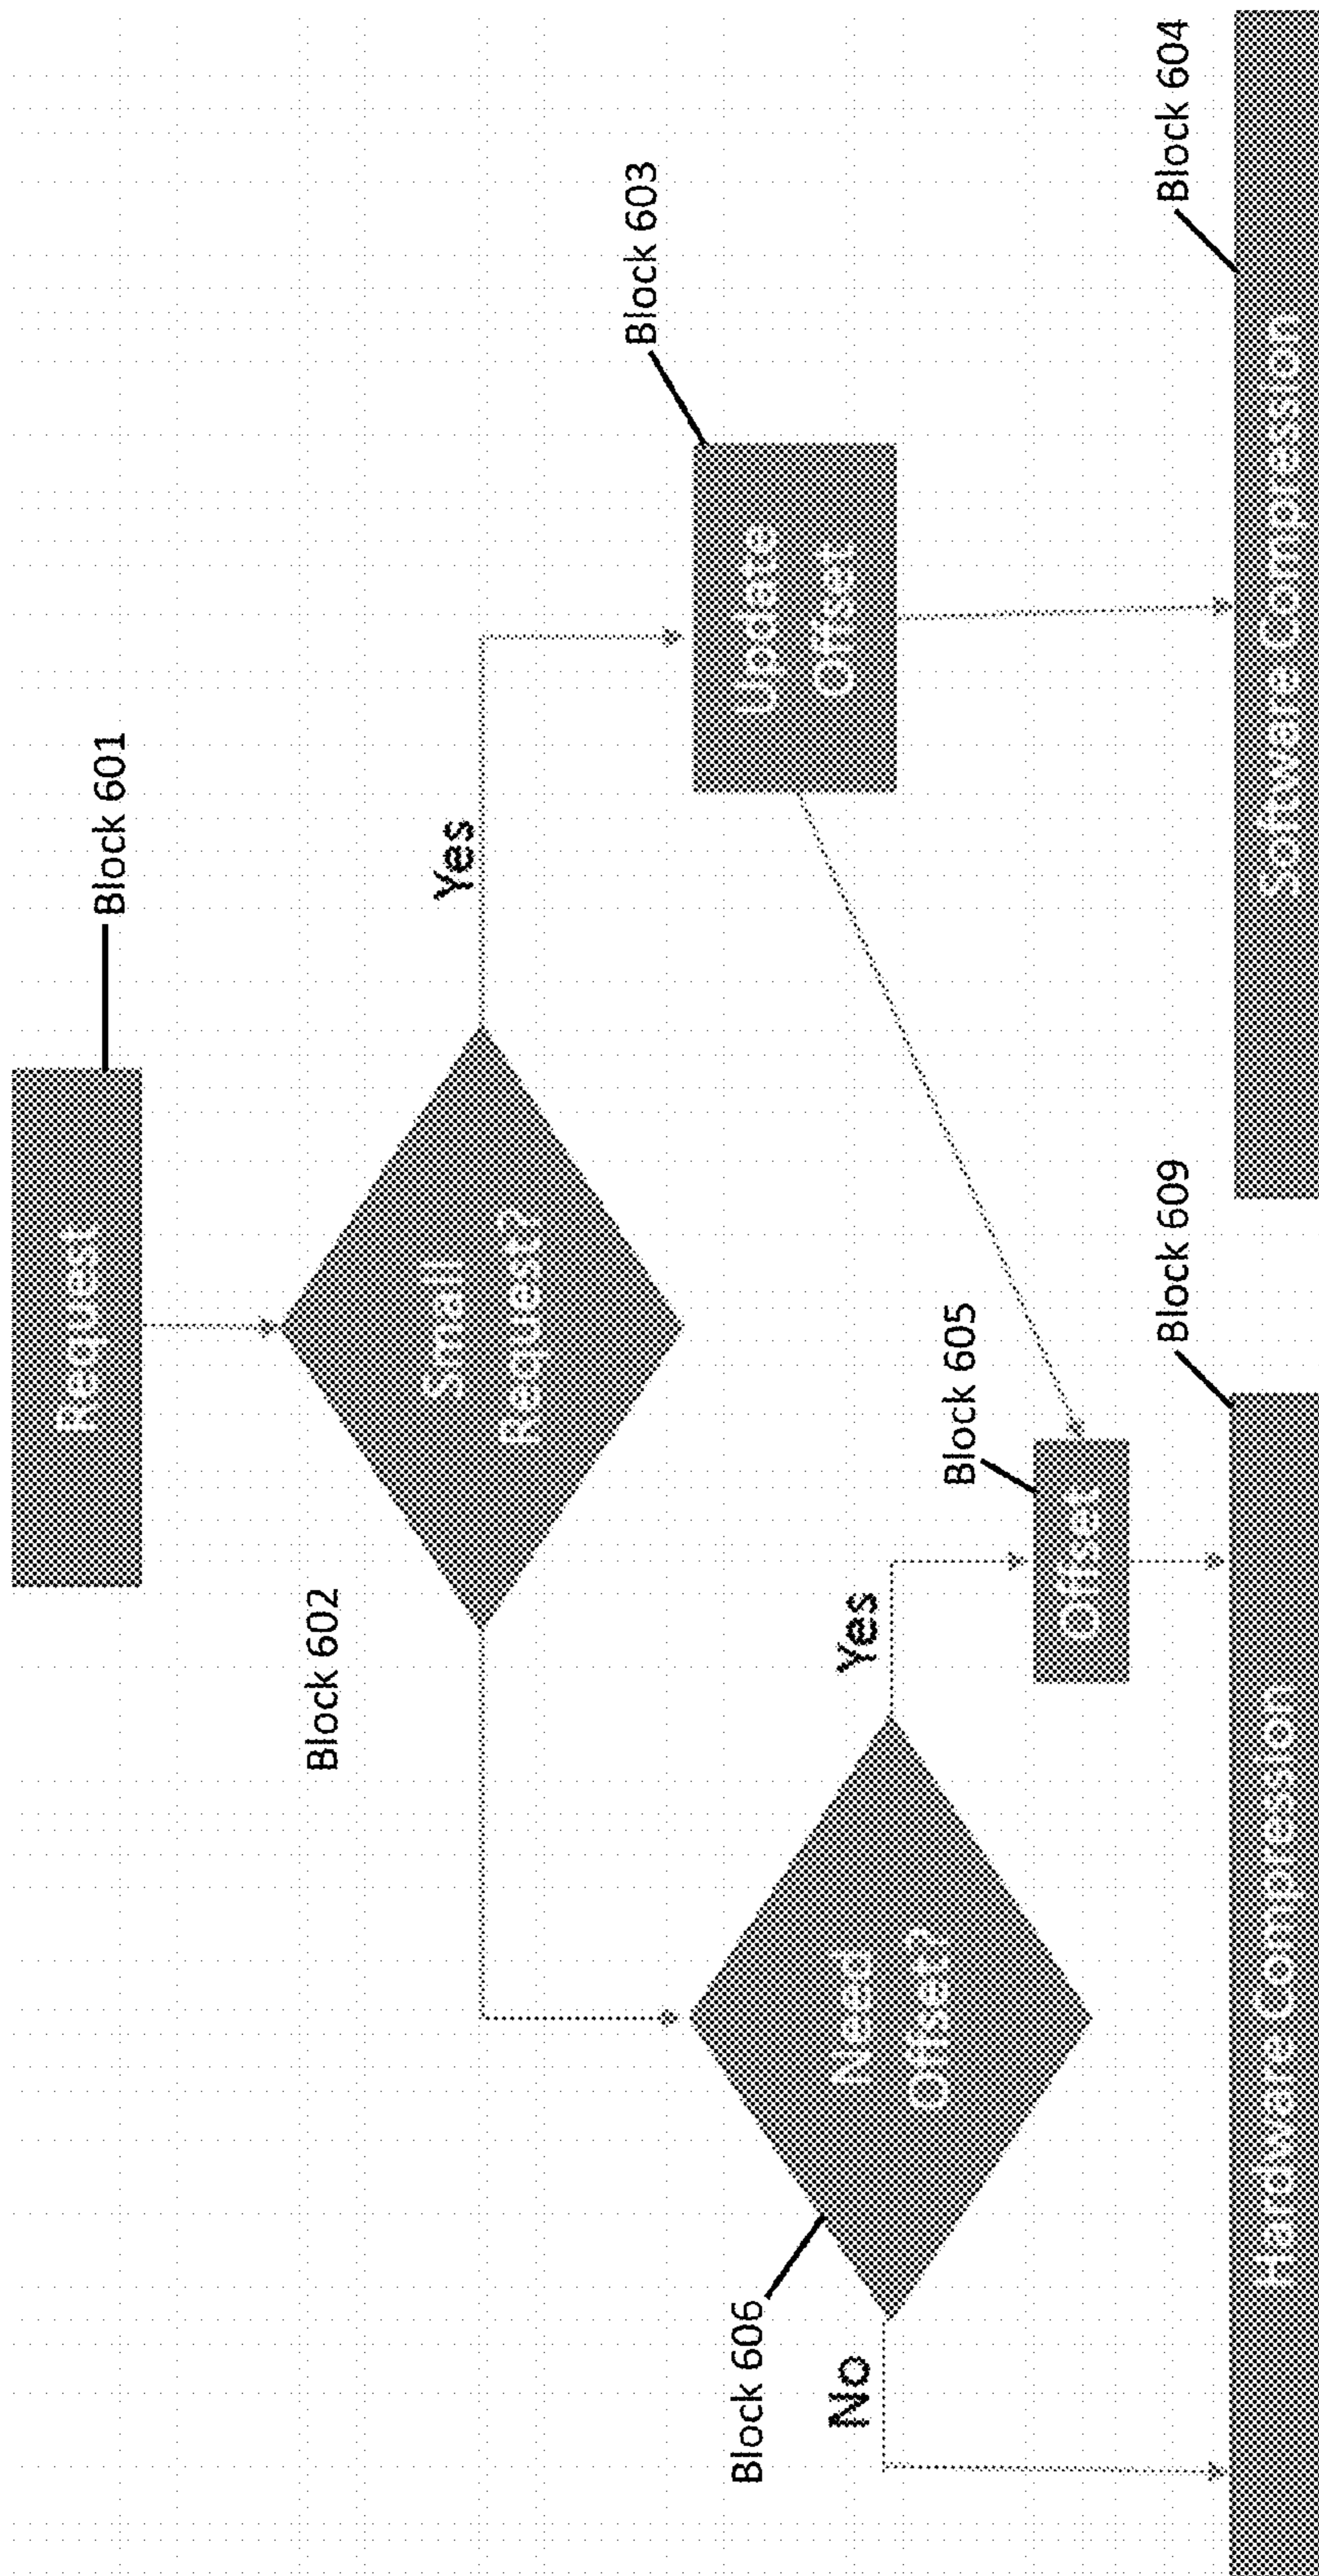 Request
Block 601
Block 602
Small
Request?
Yes
Block 603
Update
Offset
Block 606
Need
Offset?
No
Yes
Block 605
Offset
Block 609
Hardware Compression
Block 604
Software Compression